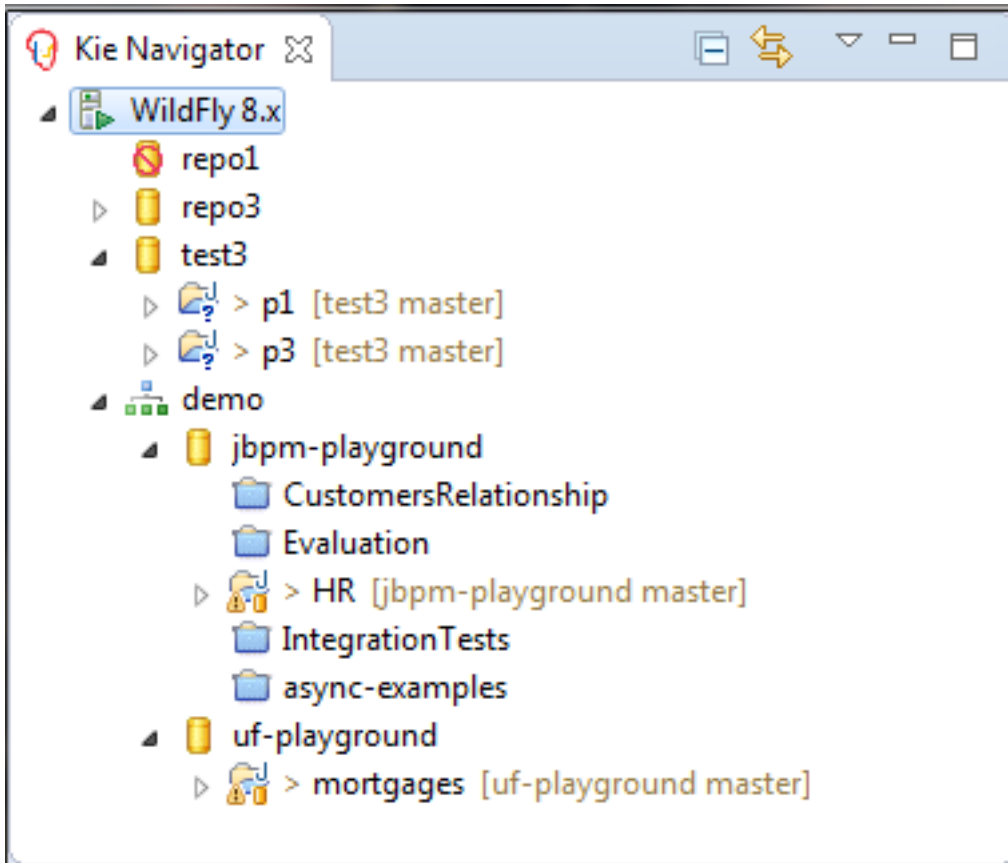 Kie Navigator
WildFly 8.x
repo1
repo3
test3
> p1 [test3 master]
> p3 [test3 master]
demo
jbpm-playground
CustomersRelationship
Evaluation
> HR [jbpm-playground master]
IntegrationTests
async-examples
uf-playground
> mortgages [uf-playground master]